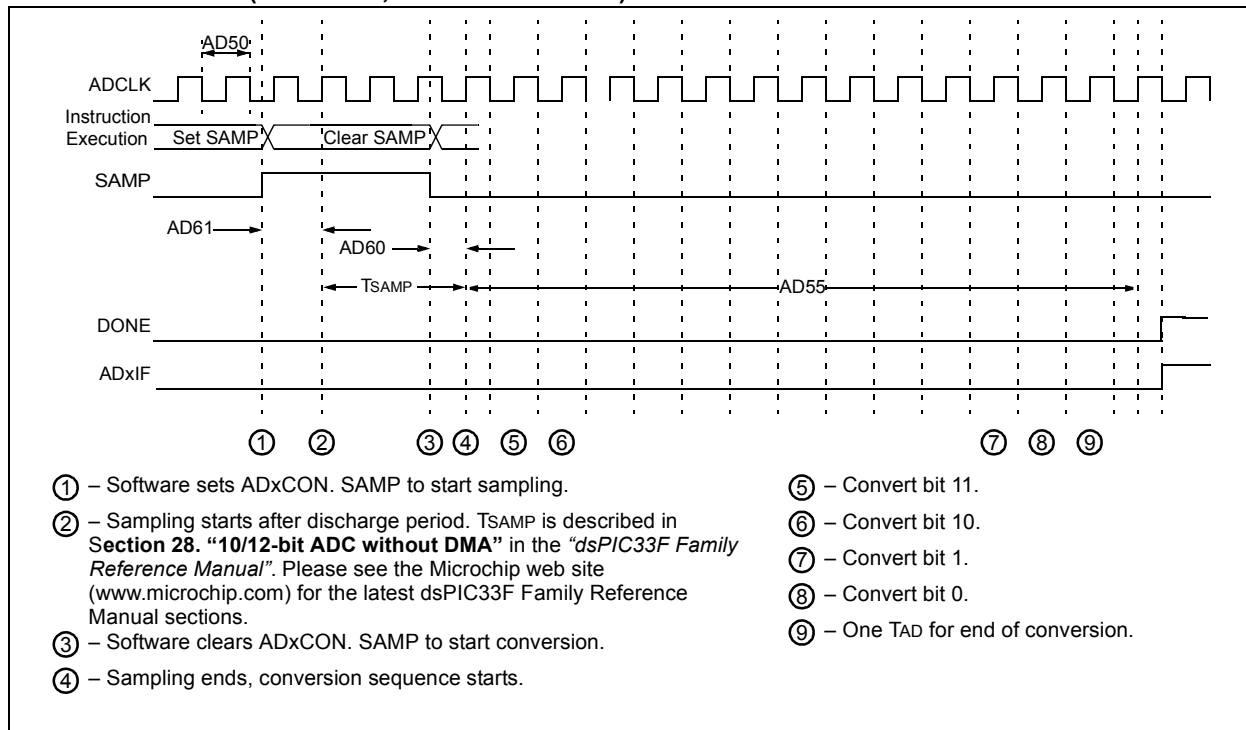 AD50
ADCLK
Instruction
Execution
Set SAMP
Clear SAMP
SAMP
AD61
AD60
TSAMP
AD55
DONE
ADxIF
1 2 3 4 5 6 7 8 9
1 – Software sets ADxCON. SAMP to start sampling.
2 – Sampling starts after discharge period. TSAMP is described in
Section 28. “10/12-bit ADC without DMA” in the “dsPIC33F Family
Reference Manual”. Please see the Microchip web site
(www.microchip.com) for the latest dsPIC33F Family Reference
Manual sections.
3 – Software clears ADxCON. SAMP to start conversion.
4 – Sampling ends, conversion sequence starts.
5 – Convert bit 11.
6 – Convert bit 10.
7 – Convert bit 1.
8 – Convert bit 0.
9 – One TAD for end of conversion.